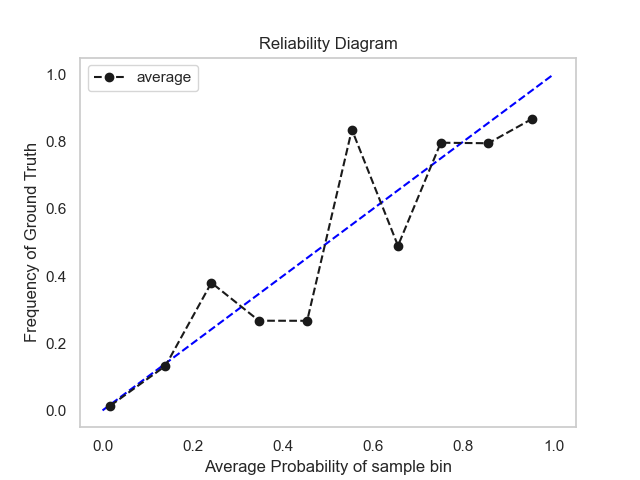 Reliability Diagram
average
Frequency of Ground Truth
1.0
0.8
0.6
0.4
0.2
0.0
0.0 0.2 0.4 0.6 0.8 1.0
Average Probability of sample bin